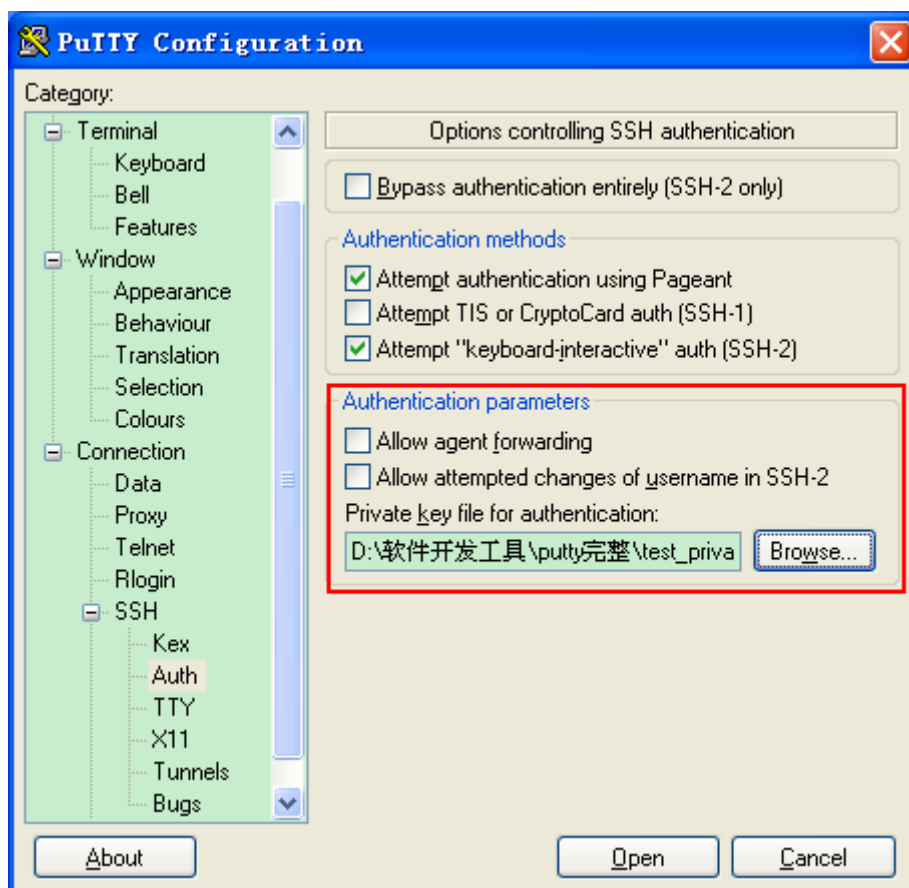 PuTTY Configuration
Category:
Terminal
Keyboard
Bell
Features
Window
Appearance
Behaviour
Translation
Selection
Colours
Connection
Data
Proxy
Telnet
Rlogin
SSH
Kex
Auth
TTY
X11
Tunnels
Bugs
Options controlling SSH authentication
Bypass authentication entirely (SSH-2 only)
Authentication methods
Attempt authentication using Pageant
Attempt TIS or CryptoCard auth (SSH-1)
Attempt "keyboard-interactive" auth (SSH-2)
Authentication parameters
Allow agent forwarding
Allow attempted changes of username in SSH-2
Private key file for authentication:
D:\软件开发工具\putty完整\test_priva Browse...
About Open Cancel